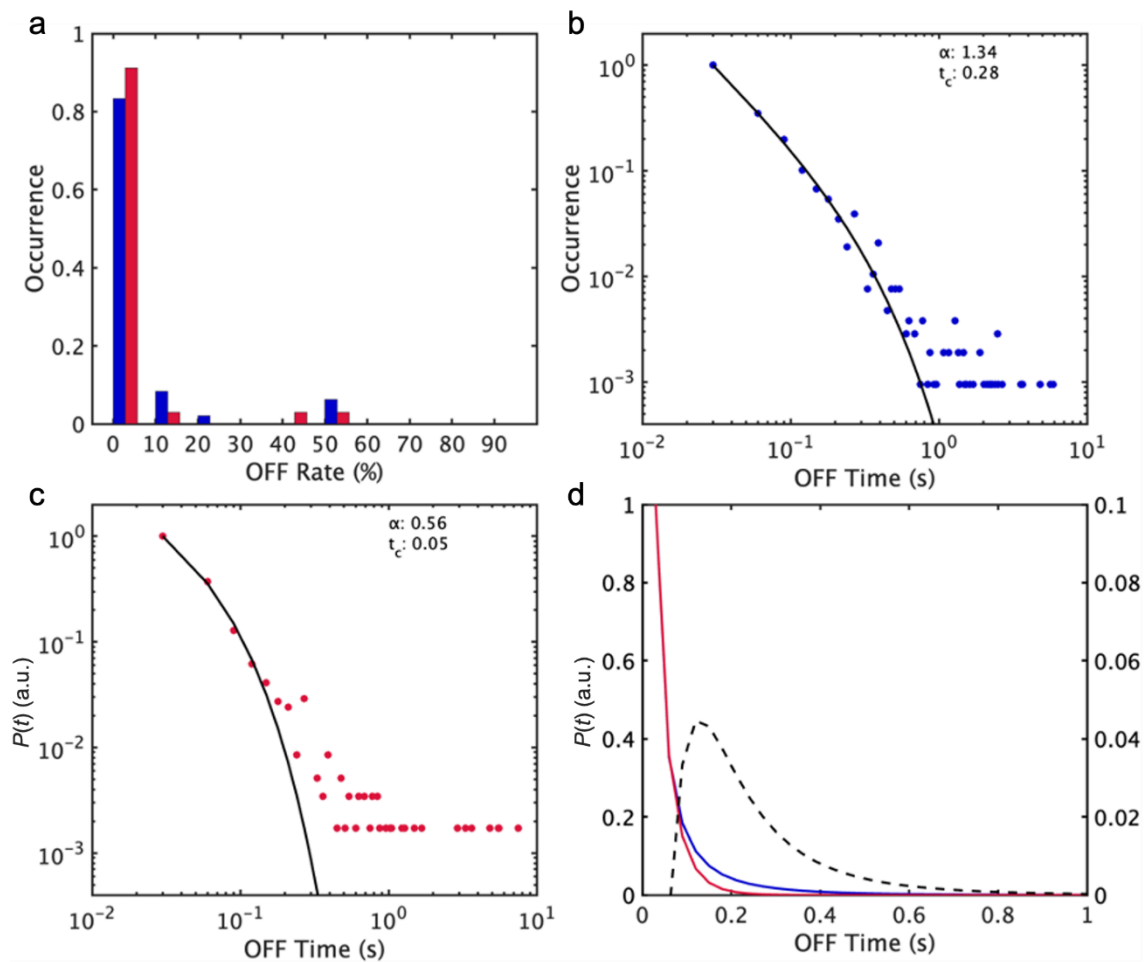 a
1
0.8
0.6
0.4
0.2
0
Occurrence
0 10 20 30 40 50 60 70 80 90
OFF Rate (%)
b
α: 1.34
t_c: 0.28
10^0
10^-1
10^-2
10^-3
Occurrence
10^-2 10^-1 10^0 10^1
OFF Time (s)
c
α: 0.56
t_c: 0.05
10^0
10^-1
10^-2
10^-3
P(t) (a.u.)
10^-2 10^-1 10^0 10^1
OFF Time (s)
d
1 0.1
0.8 0.08
0.6 0.06
0.4 0.04
0.2 0.02
0 0
P(t) (a.u.)
0 0.2 0.4 0.6 0.8 1
OFF Time (s)